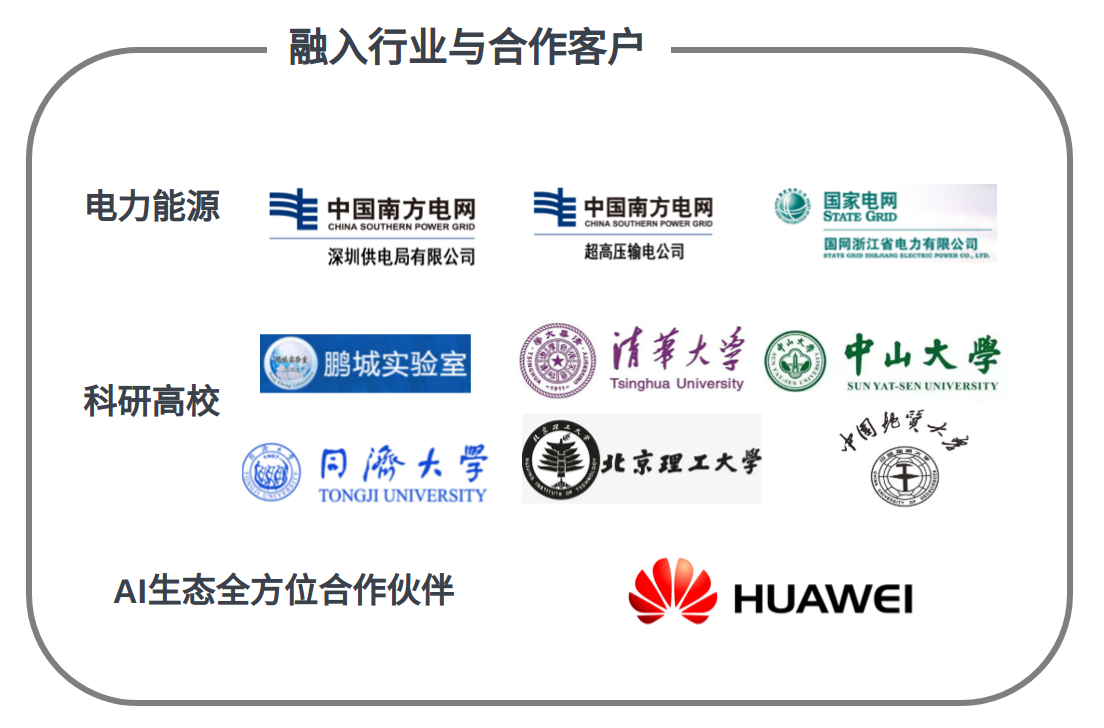 融入行业与合作客户
电力能源
中国南方电网
CHINA SOUTHERN POWER GRID
深圳供电局有限公司
中国南方电网
CHINA SOUTHERN POWER GRID
超高压输电公司
国家电网
STATE GRID
国网浙江省电力有限公司
STATE GRID ZHEJIANG ELECTRIC POWER CO., LTD.
科研高校
鹏城实验室
清華大学
Tsinghua University
中山大學
SUN YAT-SEN UNIVERSITY
同濟大學
TONGJI UNIVERSITY
北京理工大學
中国地質大学
AI生态全方位合作伙伴
HUAWEI